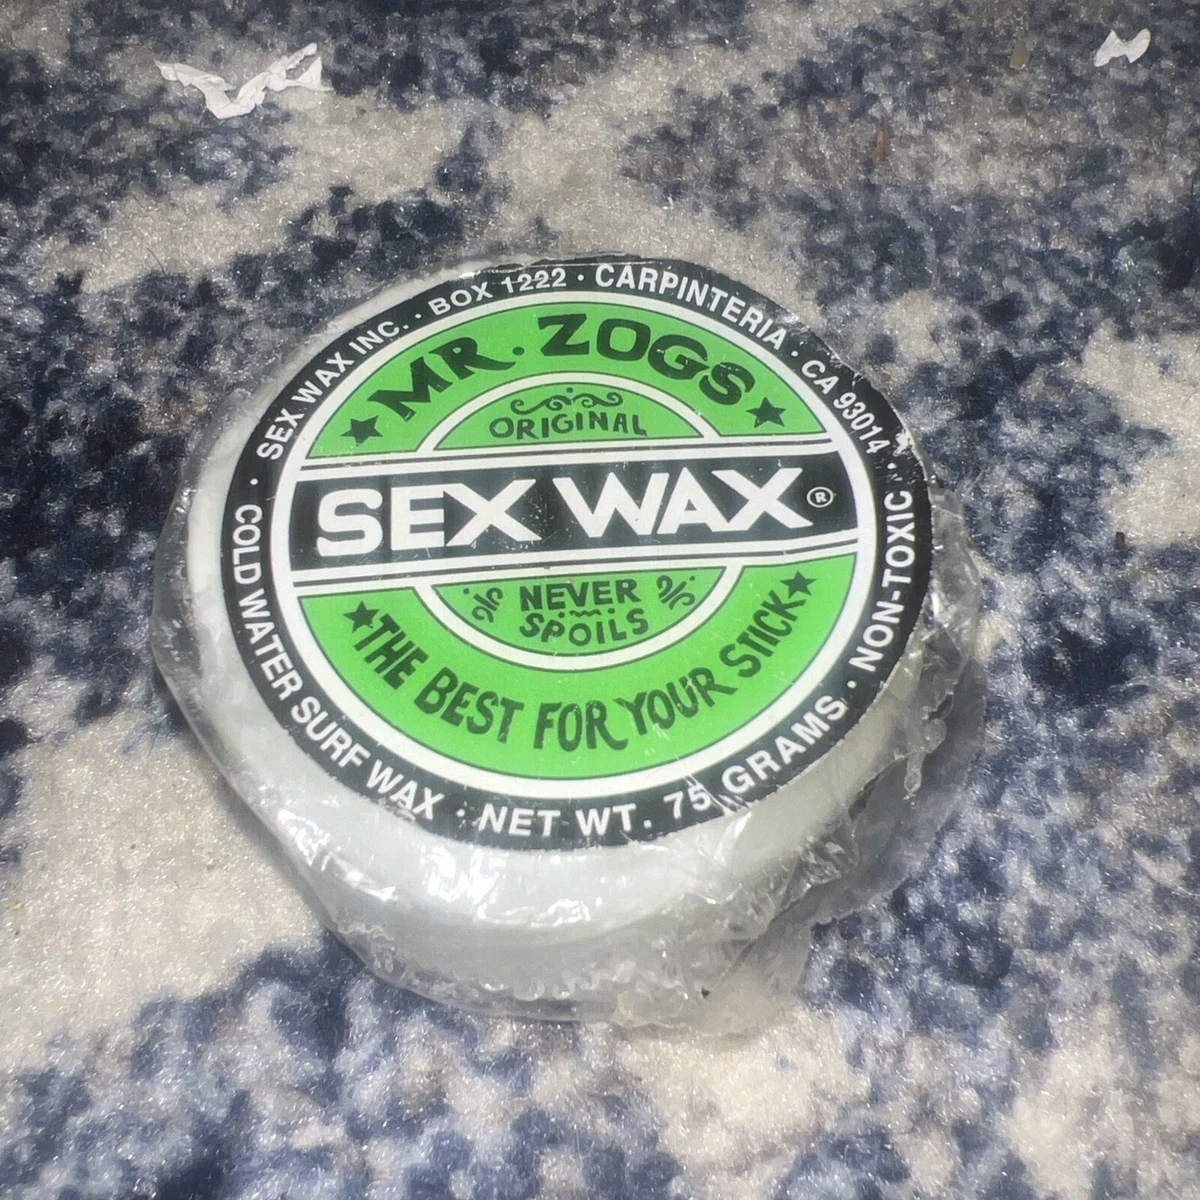 SEX WAX INC. · BOX 1222 · CARPINTERIA · CA 93014 ·
★ MR. ZOGS ★
ORIGINAL
SEX WAX ®
NEVER
SPOILS
★ THE BEST FOR YOUR STICK ★
· COLD WATER SURF WAX · NET WT. 75 GRAMS · NON-TOXIC